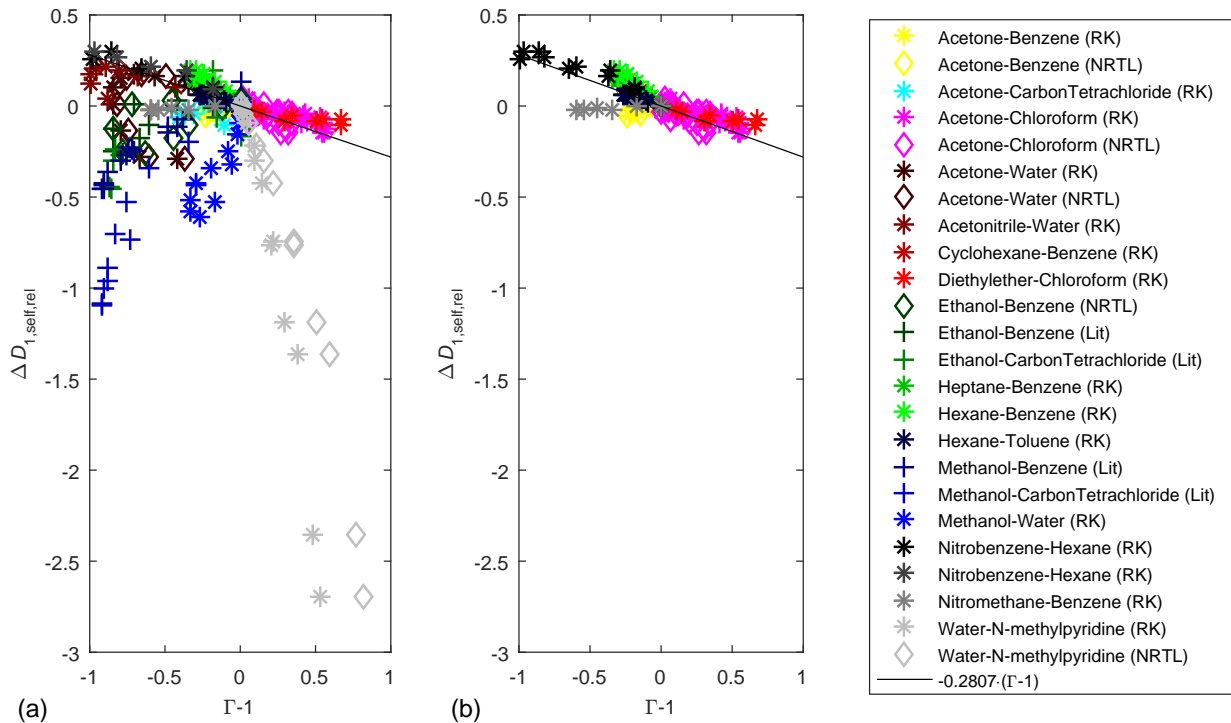 0.5
0
-0.5
-1
-1.5
-2
-2.5
-3
Δ D1,self,rel
-1 -0.5 0 0.5 1
Γ-1
(a)
0.5
0
-0.5
-1
-1.5
-2
-2.5
-3
Δ D1,self,rel
-1 -0.5 0 0.5 1
Γ-1
(b)
Acetone-Benzene (RK)
Acetone-Benzene (NRTL)
Acetone-CarbonTetrachloride (RK)
Acetone-Chloroform (RK)
Acetone-Chloroform (NRTL)
Acetone-Water (RK)
Acetone-Water (NRTL)
Acetonitrile-Water (RK)
Cyclohexane-Benzene (RK)
Diethylether-Chloroform (RK)
Ethanol-Benzene (NRTL)
Ethanol-Benzene (Lit)
Ethanol-CarbonTetrachloride (Lit)
Heptane-Benzene (RK)
Hexane-Benzene (RK)
Hexane-Toluene (RK)
Methanol-Benzene (Lit)
Methanol-CarbonTetrachloride (Lit)
Methanol-Water (RK)
Nitrobenzene-Hexane (RK)
Nitrobenzene-Hexane (RK)
Nitromethane-Benzene (RK)
Water-N-methylpyridine (RK)
Water-N-methylpyridine (NRTL)
-0.2807·(Γ-1)